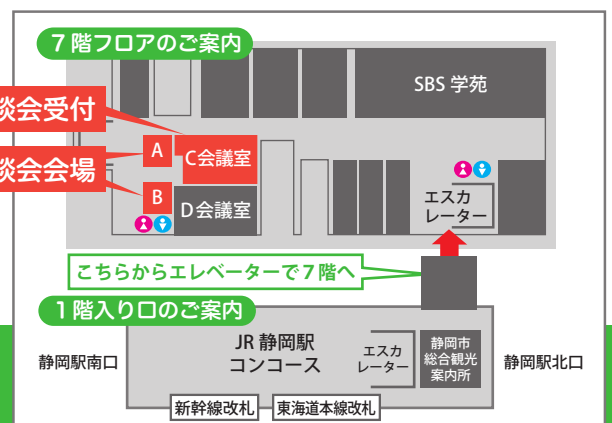 7階フロアのご案内
SBS 学苑
談会受付
A
C会議室
談会会場
B
D会議室
エスカ
レーター
こちらからエレベーターで7階へ
1階入り口のご案内
静岡駅南口
JR 静岡駅
コンコース
エスカ
レーター
静岡市
総合観光
案内所
静岡駅北口
新幹線改札
東海道本線改札